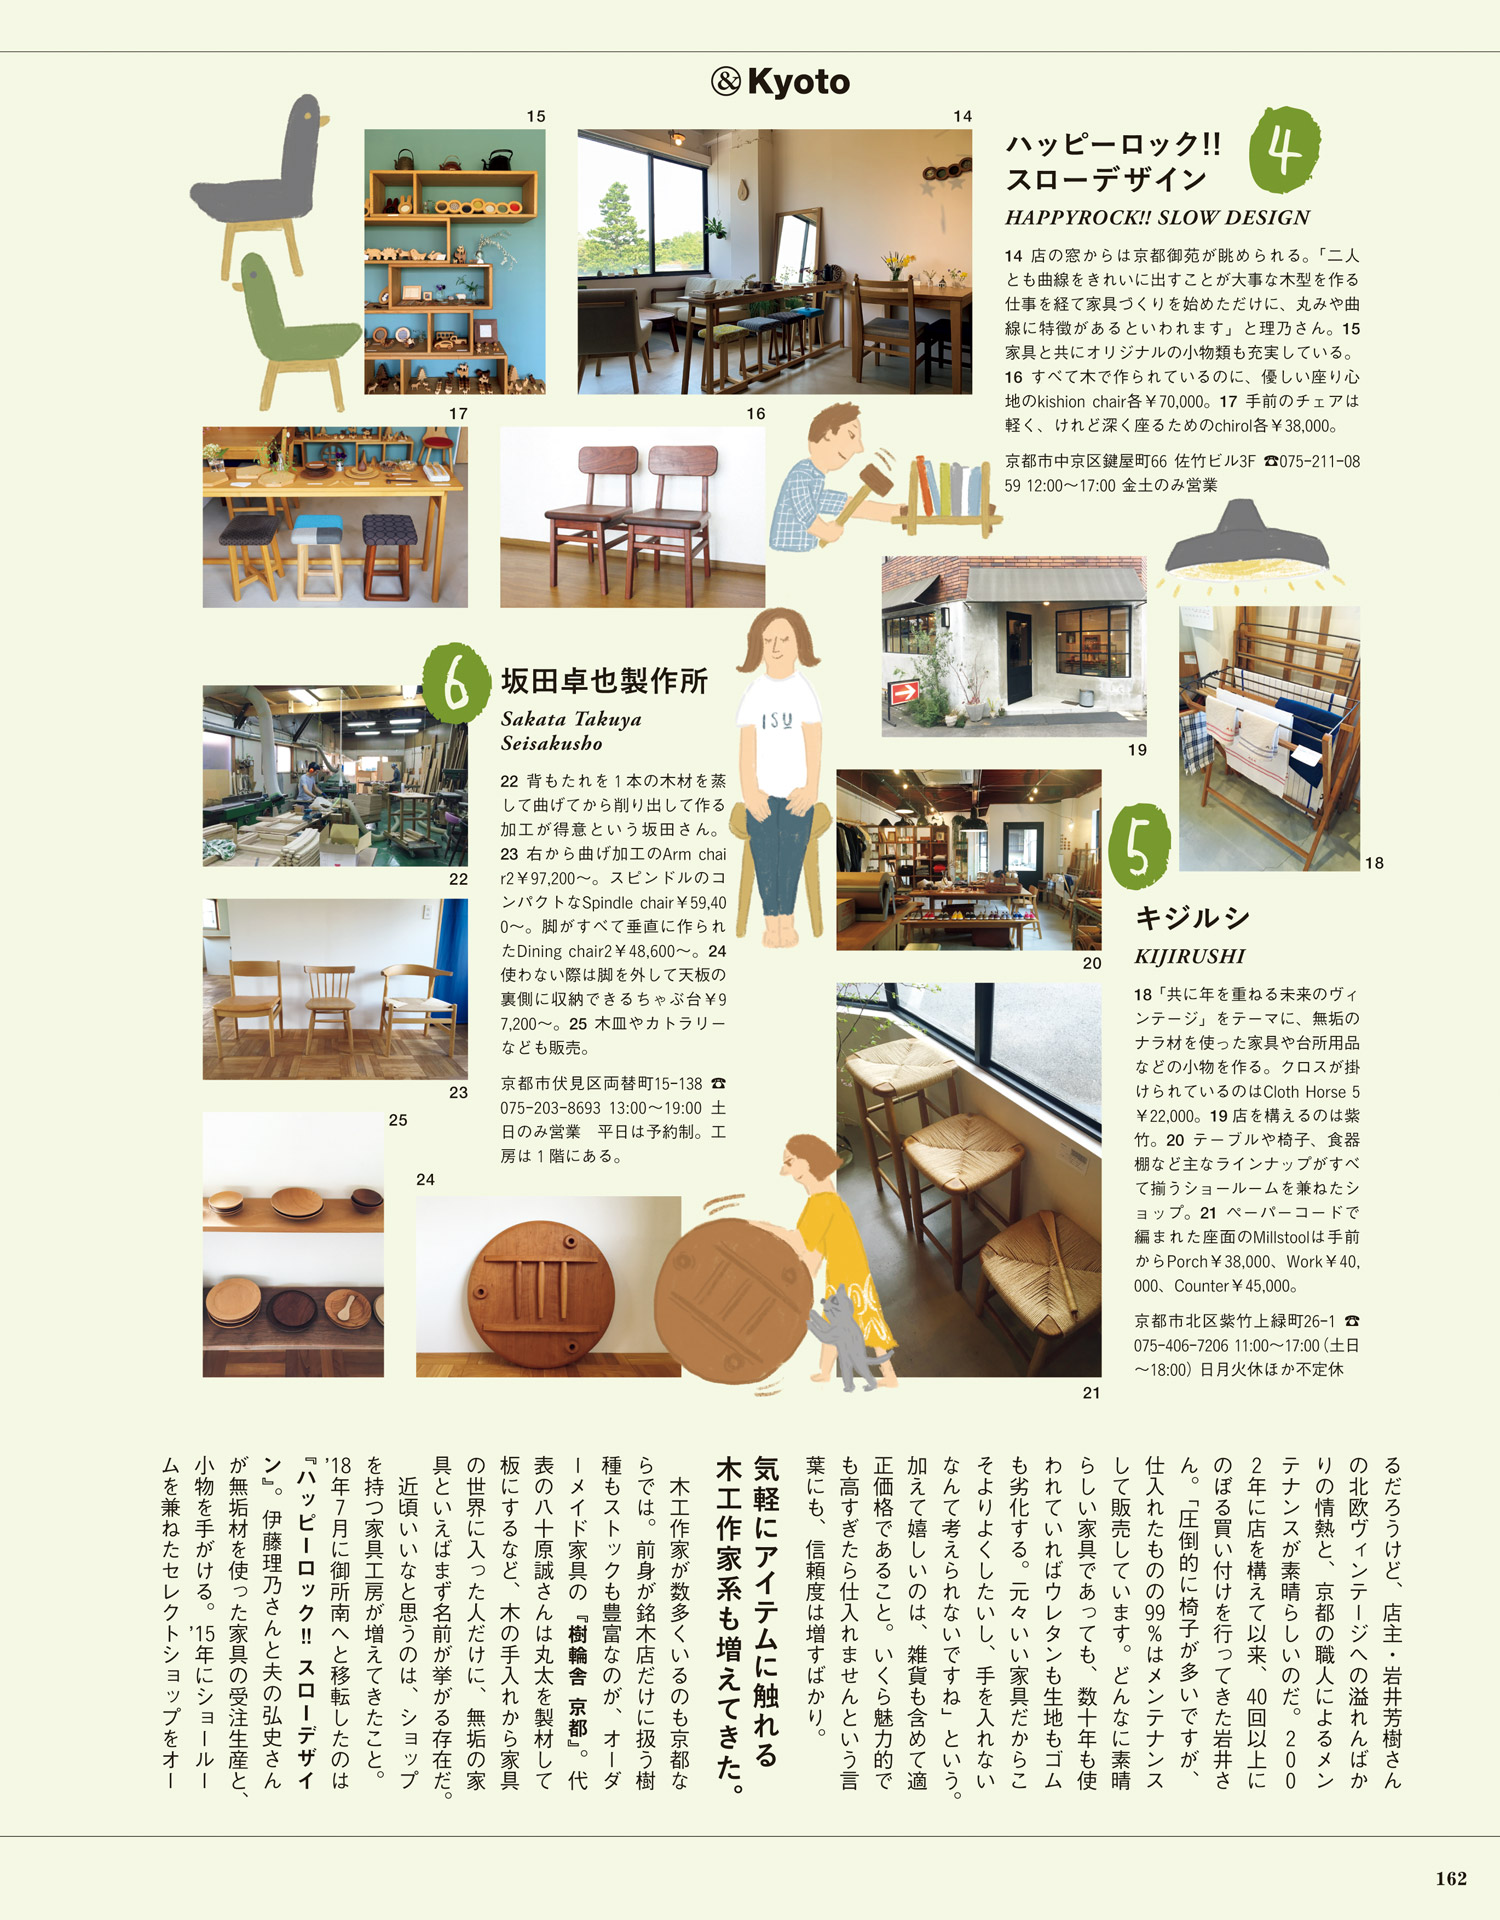 &Kyoto
15
14
ハッピーロック!!
スローデザイン
4
HAPPYROCK!! SLOW DESIGN
14 店の窓からは京都御苑が眺められる。「二人
とも曲線をきれいに出すことが大事な木型を作る
仕事を経て家具づくりを始めただけに、丸みや曲
線に特徴があるといわれます」と理乃さん。15
家具と共にオリジナルの小物類も充実している。
16 すべて木で作られているのに、優しい座り心
地のkishion chair各¥70,000。17 手前のチェアは
軽く、けれど深く座るためのchirol各¥38,000。
京都市中京区鍵屋町66 佐竹ビル3F ☎075-211-08
59 12:00〜17:00 金土のみ営業
17
16
19
18
6
坂田卓也製作所
Sakata Takuya
Seisakusho
22 背もたれを1本の木材を蒸
して曲げてから削り出して作る
加工が得意という坂田さん。
23 右から曲げ加工のArm chai
r2¥97,200〜。スピンドルのコ
ンパクトなSpindle chair¥59,40
0〜。脚がすべて垂直に作られ
たDining chair2¥48,600〜。24
使わない際は脚を外して天板の
裏側に収納できるちゃぶ台¥9
7,200〜。25 木皿やカトラリー
なども販売。
京都市伏見区両替町15-138 ☎
075-203-8693 13:00〜19:00 土
日のみ営業　平日は予約制。工
房は1階にある。
ISU
22
23
25
24
20
21
5
キジルシ
KIJIRUSHI
18「共に年を重ねる未来のヴィ
ンテージ」をテーマに、無垢の
ナラ材を使った家具や台所用品
などの小物を作る。クロスが掛
けられているのはCloth Horse 5
¥22,000。19 店を構えるのは紫
竹。20 テーブルや椅子、食器
棚など主なラインナップがすべ
て揃うショールームを兼ねたシ
ョップ。21 ペーパーコードで
編まれた座面のMillstoolは手前
からPorch¥38,000、Work¥40,
000、Counter¥45,000。
京都市北区紫竹上緑町26-1 ☎
075-406-7206 11:00〜17:00(土日
〜18:00) 日月火休ほか不定休
るだろうけど、店主・岩井芳樹さん
の北欧ヴィンテージへの溢れんばか
りの情熱と、京都の職人によるメン
テナンスが素晴らしいのだ。200
2年に店を構えて以来、40回以上に
のぼる買い付けを行ってきた岩井さ
ん。「圧倒的に椅子が多いですが、
仕入れたものの99%はメンテナンス
して販売しています。どんなに素晴
らしい家具であっても、数十年も使
われていればウレタンも生地もゴム
も劣化する。元々いい家具だからこ
そよりよくしたいし、手を入れない
なんて考えられないですね」という。
加えて嬉しいのは、雑貨も含めて適
正価格であること。いくら魅力的で
も高すぎたら仕入れませんという言
葉にも、信頼度は増すばかり。
気軽にアイテムに触れる
木工作家系も増えてきた。
木工作家が数多くいるのも京都な
らでは。前身が銘木店だけに扱う樹
種もストックも豊富なのが、オーダ
ーメイド家具の『樹輪舎 京都』。代
表の八十原誠さんは丸太を製材して
板にするなど、木の手入れから家具
の世界に入った人だけに、無垢の家
具といえばまず名前が挙がる存在だ。
近頃いいなと思うのは、ショップ
を持つ家具工房が増えてきたこと。
’18年7月に御所南へと移転したのは
『ハッピーロック!! スローデザイ
ン』。伊藤理乃さんと夫の弘史さん
が無垢材を使った家具の受注生産と、
小物を手がける。’15年にショールー
ムを兼ねたセレクトショップをオー
162